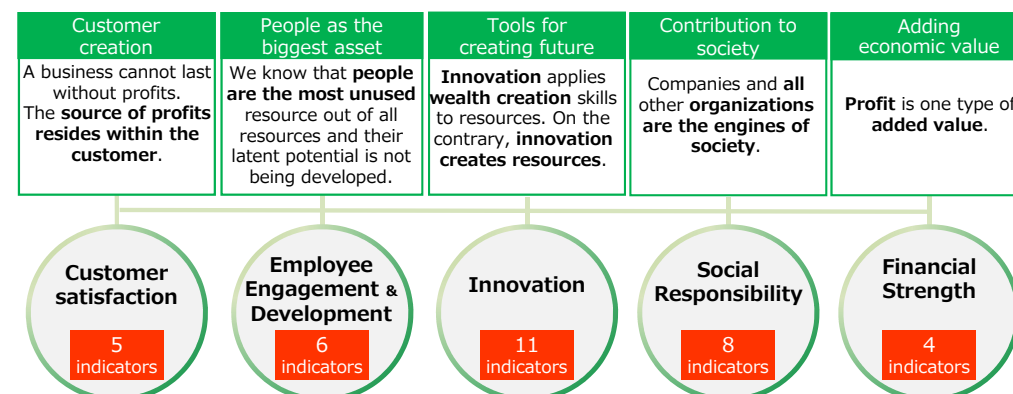 Customer
creation
A business cannot last
without profits.
The source of profits
resides within the
customer.
People as the
biggest asset
We know that people
are the most unused
resource out of all
resources and their
latent potential is not
being developed.
Tools for
creating future
Innovation applies
wealth creation skills
to resources. On the
contrary, innovation
creates resources.
Contribution to
society
Companies and all
other organizations
are the engines of
society.
Adding
economic value
Profit is one type of
added value.
Customer
satisfaction
5
indicators
Employee
Engagement &
Development
6
indicators
Innovation
11
indicators
Social
Responsibility
8
indicators
Financial
Strength
4
indicators